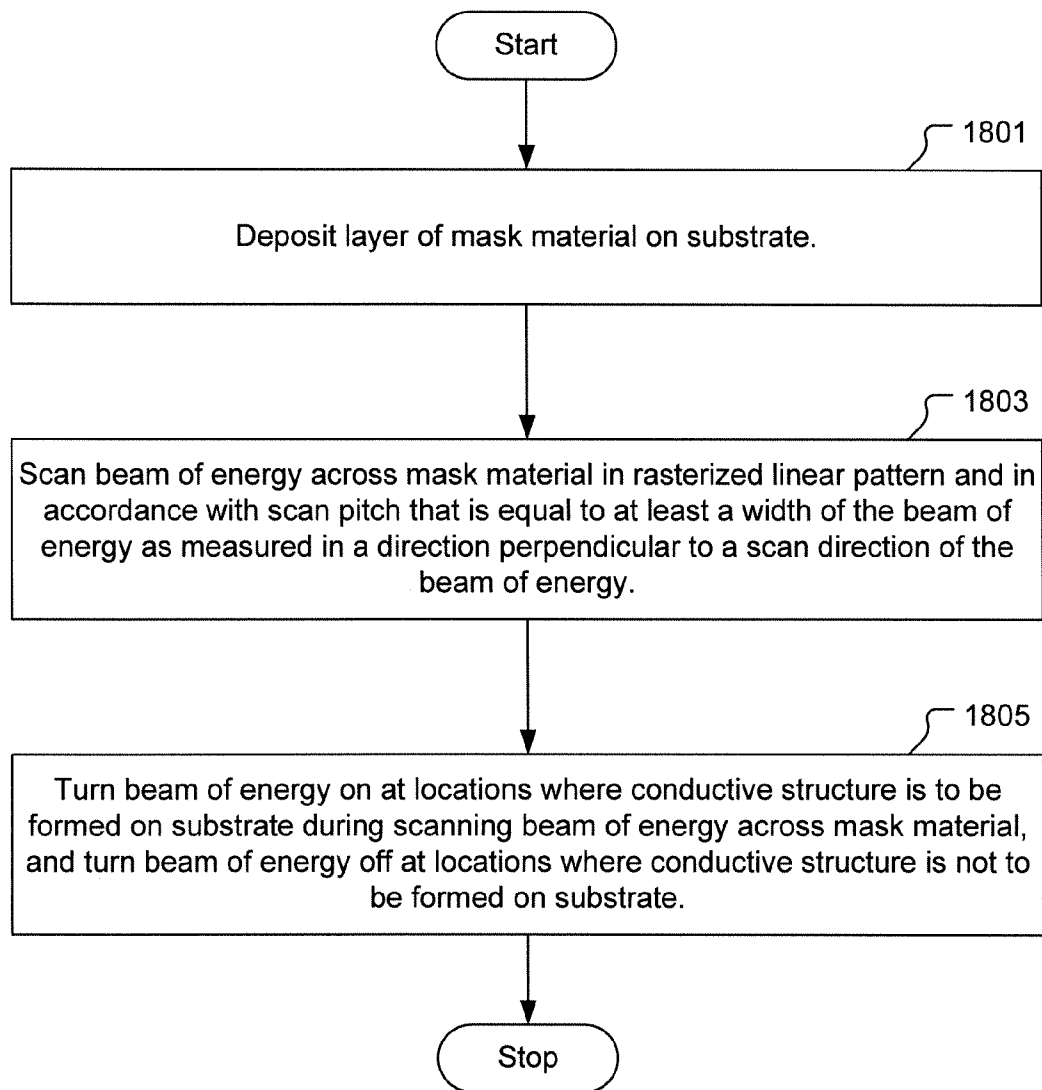 Start
1801
Deposit layer of mask material on substrate.
1803
Scan beam of energy across mask material in rasterized linear pattern and in
accordance with scan pitch that is equal to at least a width of the beam of
energy as measured in a direction perpendicular to a scan direction of the
beam of energy.
1805
Turn beam of energy on at locations where conductive structure is to be
formed on substrate during scanning beam of energy across mask material,
and turn beam of energy off at locations where conductive structure is not to
be formed on substrate.
Stop